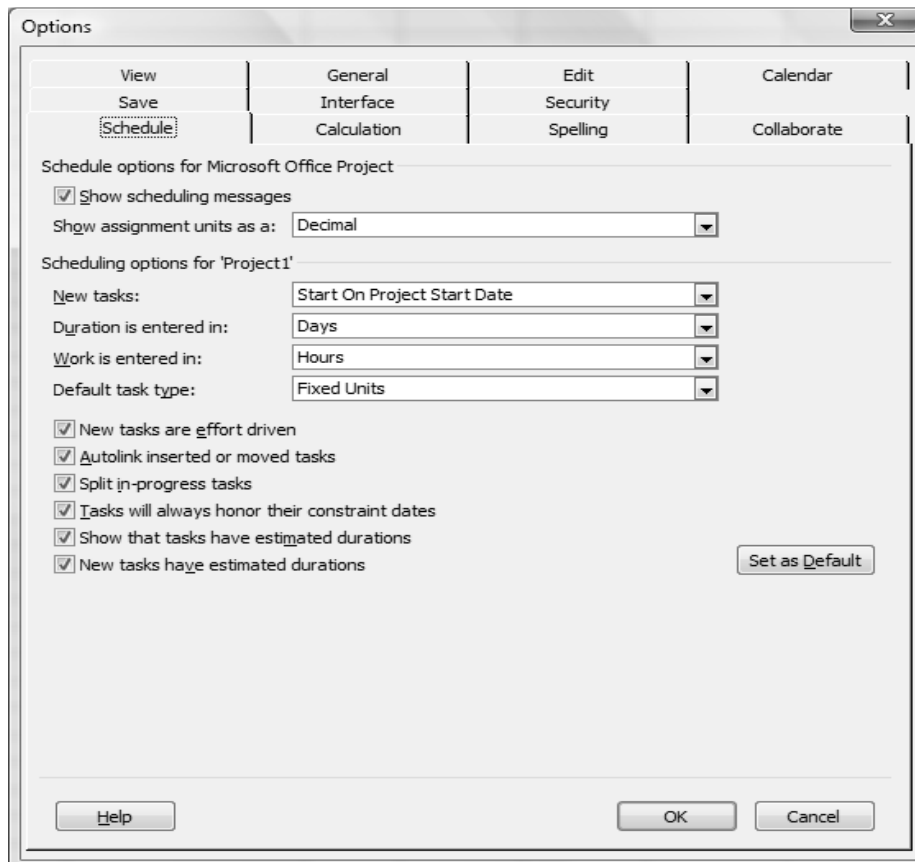 Options
View General Edit Calendar
Save Interface Security
Schedule Calculation Spelling Collaborate
Schedule options for Microsoft Office Project
Show scheduling messages
Show assignment units as a: Decimal
Scheduling options for 'Project1'
New tasks: Start On Project Start Date
Duration is entered in: Days
Work is entered in: Hours
Default task type: Fixed Units
New tasks are effort driven
Autolink inserted or moved tasks
Split in-progress tasks
Tasks will always honor their constraint dates
Show that tasks have estimated durations
New tasks have estimated durations Set as Default
Help OK Cancel